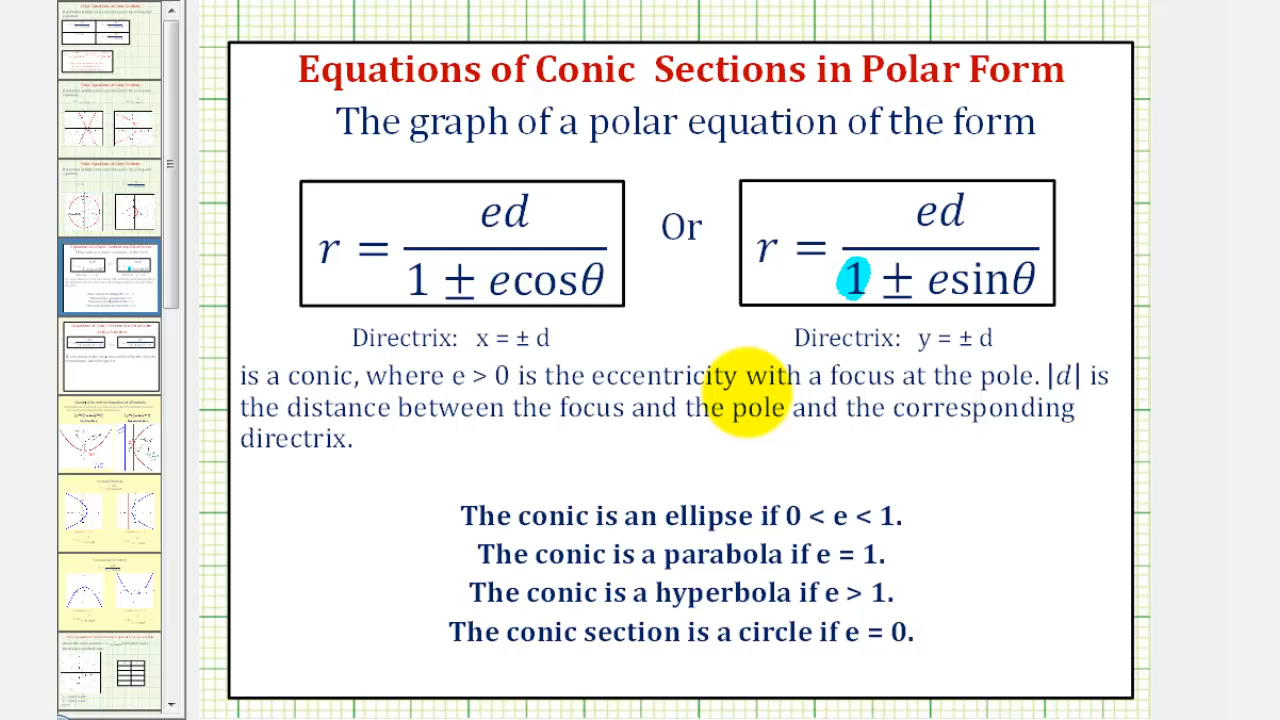 Equations of Conic Sections in Polar Form
The graph of a polar equation of the form
r = ed / (1 ± ecosθ) Or r = ed / (1 ± esinθ)
Directrix: x = ± d Directrix: y = ± d
is a conic, where e > 0 is the eccentricity with a focus at the pole. |d| is
the distance between the focus and the pole and the corresponding
directrix.
The conic is an ellipse if 0 < e < 1.
The conic is a parabola if e = 1.
The conic is a hyperbola if e > 1.
The conic section is a circle if e = 0.